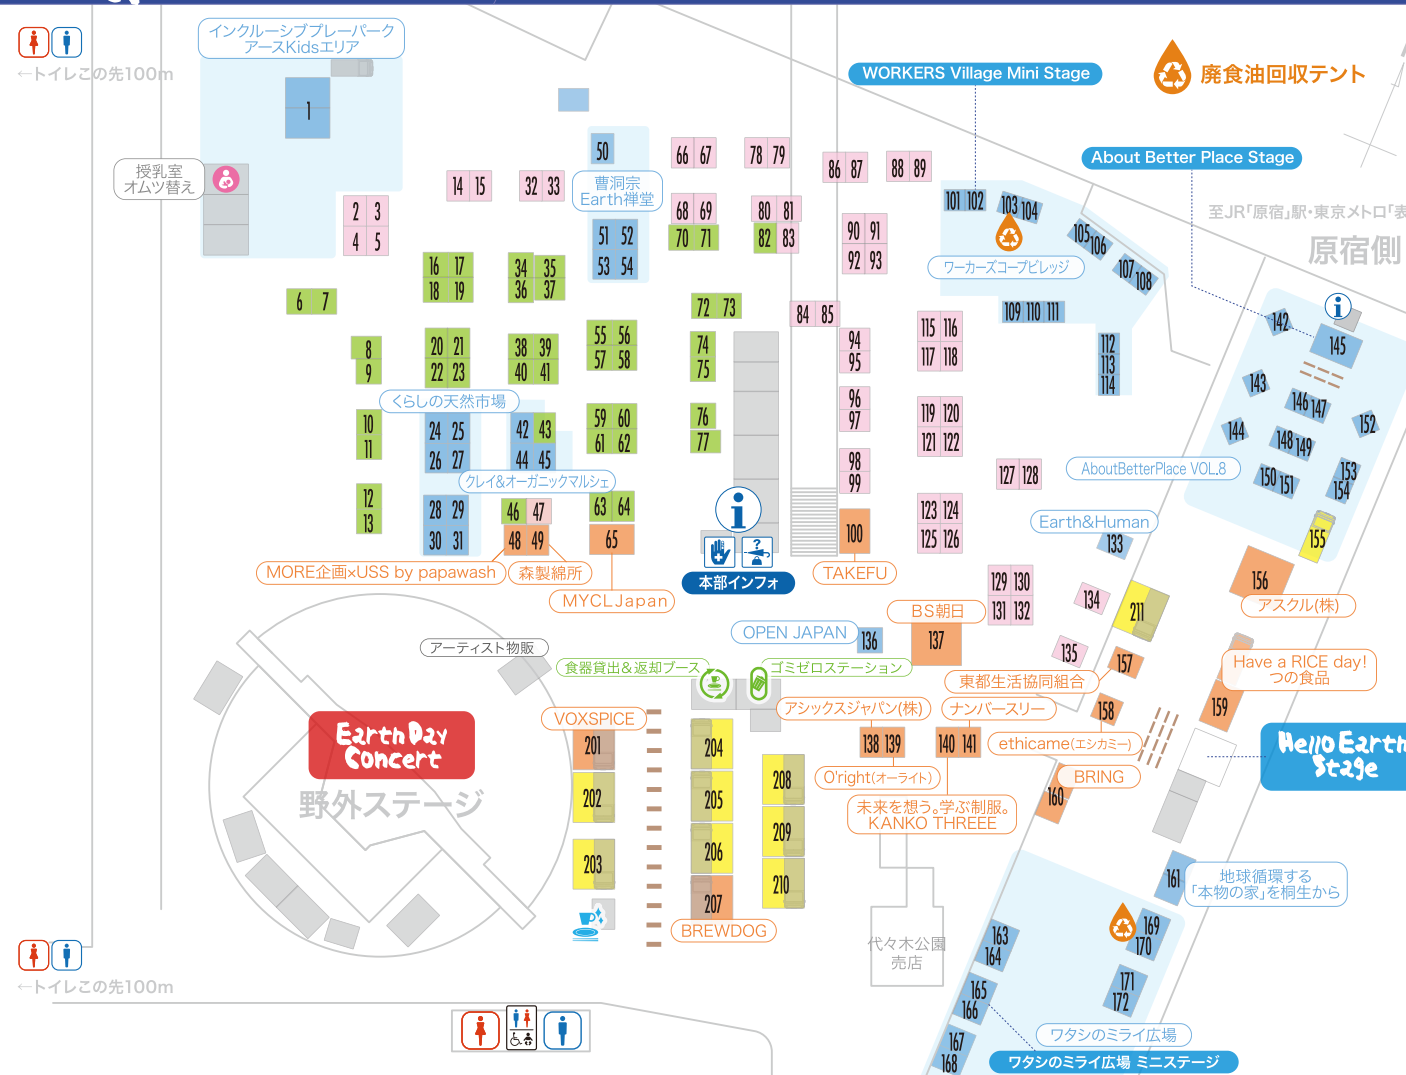 インクルーシブプレーパーク
アースKidsエリア
←トイレこの先100m
WORKERS Village Mini Stage
廃食油回収テント
1
授乳室
オムツ替え
50
曹洞宗
Earth禅堂
51 52
53 54
About Better Place Stage
至JR「原宿」駅・東京メトロ「表
原宿側
14 15
32 33
66 67
78 79
86 87
88 89
2 3
4 5
68 69
70 71
80 81
82 83
90 91
92 93
101 102
103 104
105 106
107 108
ワーカーズコープビレッジ
109 110 111
112
113
114
6 7
16 17
18 19
34 35
36 37
72 73
84 85
8
9
20 21
22 23
38 39
40 41
55 56
57 58
74
75
94
95
115 116
117 118
142
145
143
146 147
144
148 149
150 151
152
153
154
155
くらしの天然市場
10
11
24 25
26 27
42 43
44 45
59 60
61 62
76
77
96
97
119 120
121 122
AboutBetterPlace VOL.8
クレイ&オーガニックマルシェ
12
13
28 29
30 31
46 47
48 49
63 64
65
98
99
100
127 128
123 124
125 126
Earth&Human
133
MORE企画×USS by papawash
森製綿所
MYCLJapan
本部インフォ
TAKEFU
129 130
131 132
134
135
211
156
アスクル(株)
BS朝日
137
OPEN JAPAN
136
アーティスト物販
食器貸出&返却ブース
ゴミゼロステーション
東都生活協同組合
157
158
Have a RICE day!
つの食品
159
Earth Day
Concert
野外ステージ
VOXSPICE
201
202
203
204
205
206
207
208
209
210
BREWDOG
アシックスジャパン(株)
138 139
O'right(オーライト)
ナンバースリー
140 141
ethicame(エシカミー)
未来を想う。学ぶ制服。
KANKO THREEE
BRING
160
Hello Earth
Stage
161
地球循環する
「本物の家」を桐生から
代々木公園
売店
163
164
165
166
167
168
169
170
171
172
ワタシのミライ広場
ワタシのミライ広場 ミニステージ
←トイレこの先100m